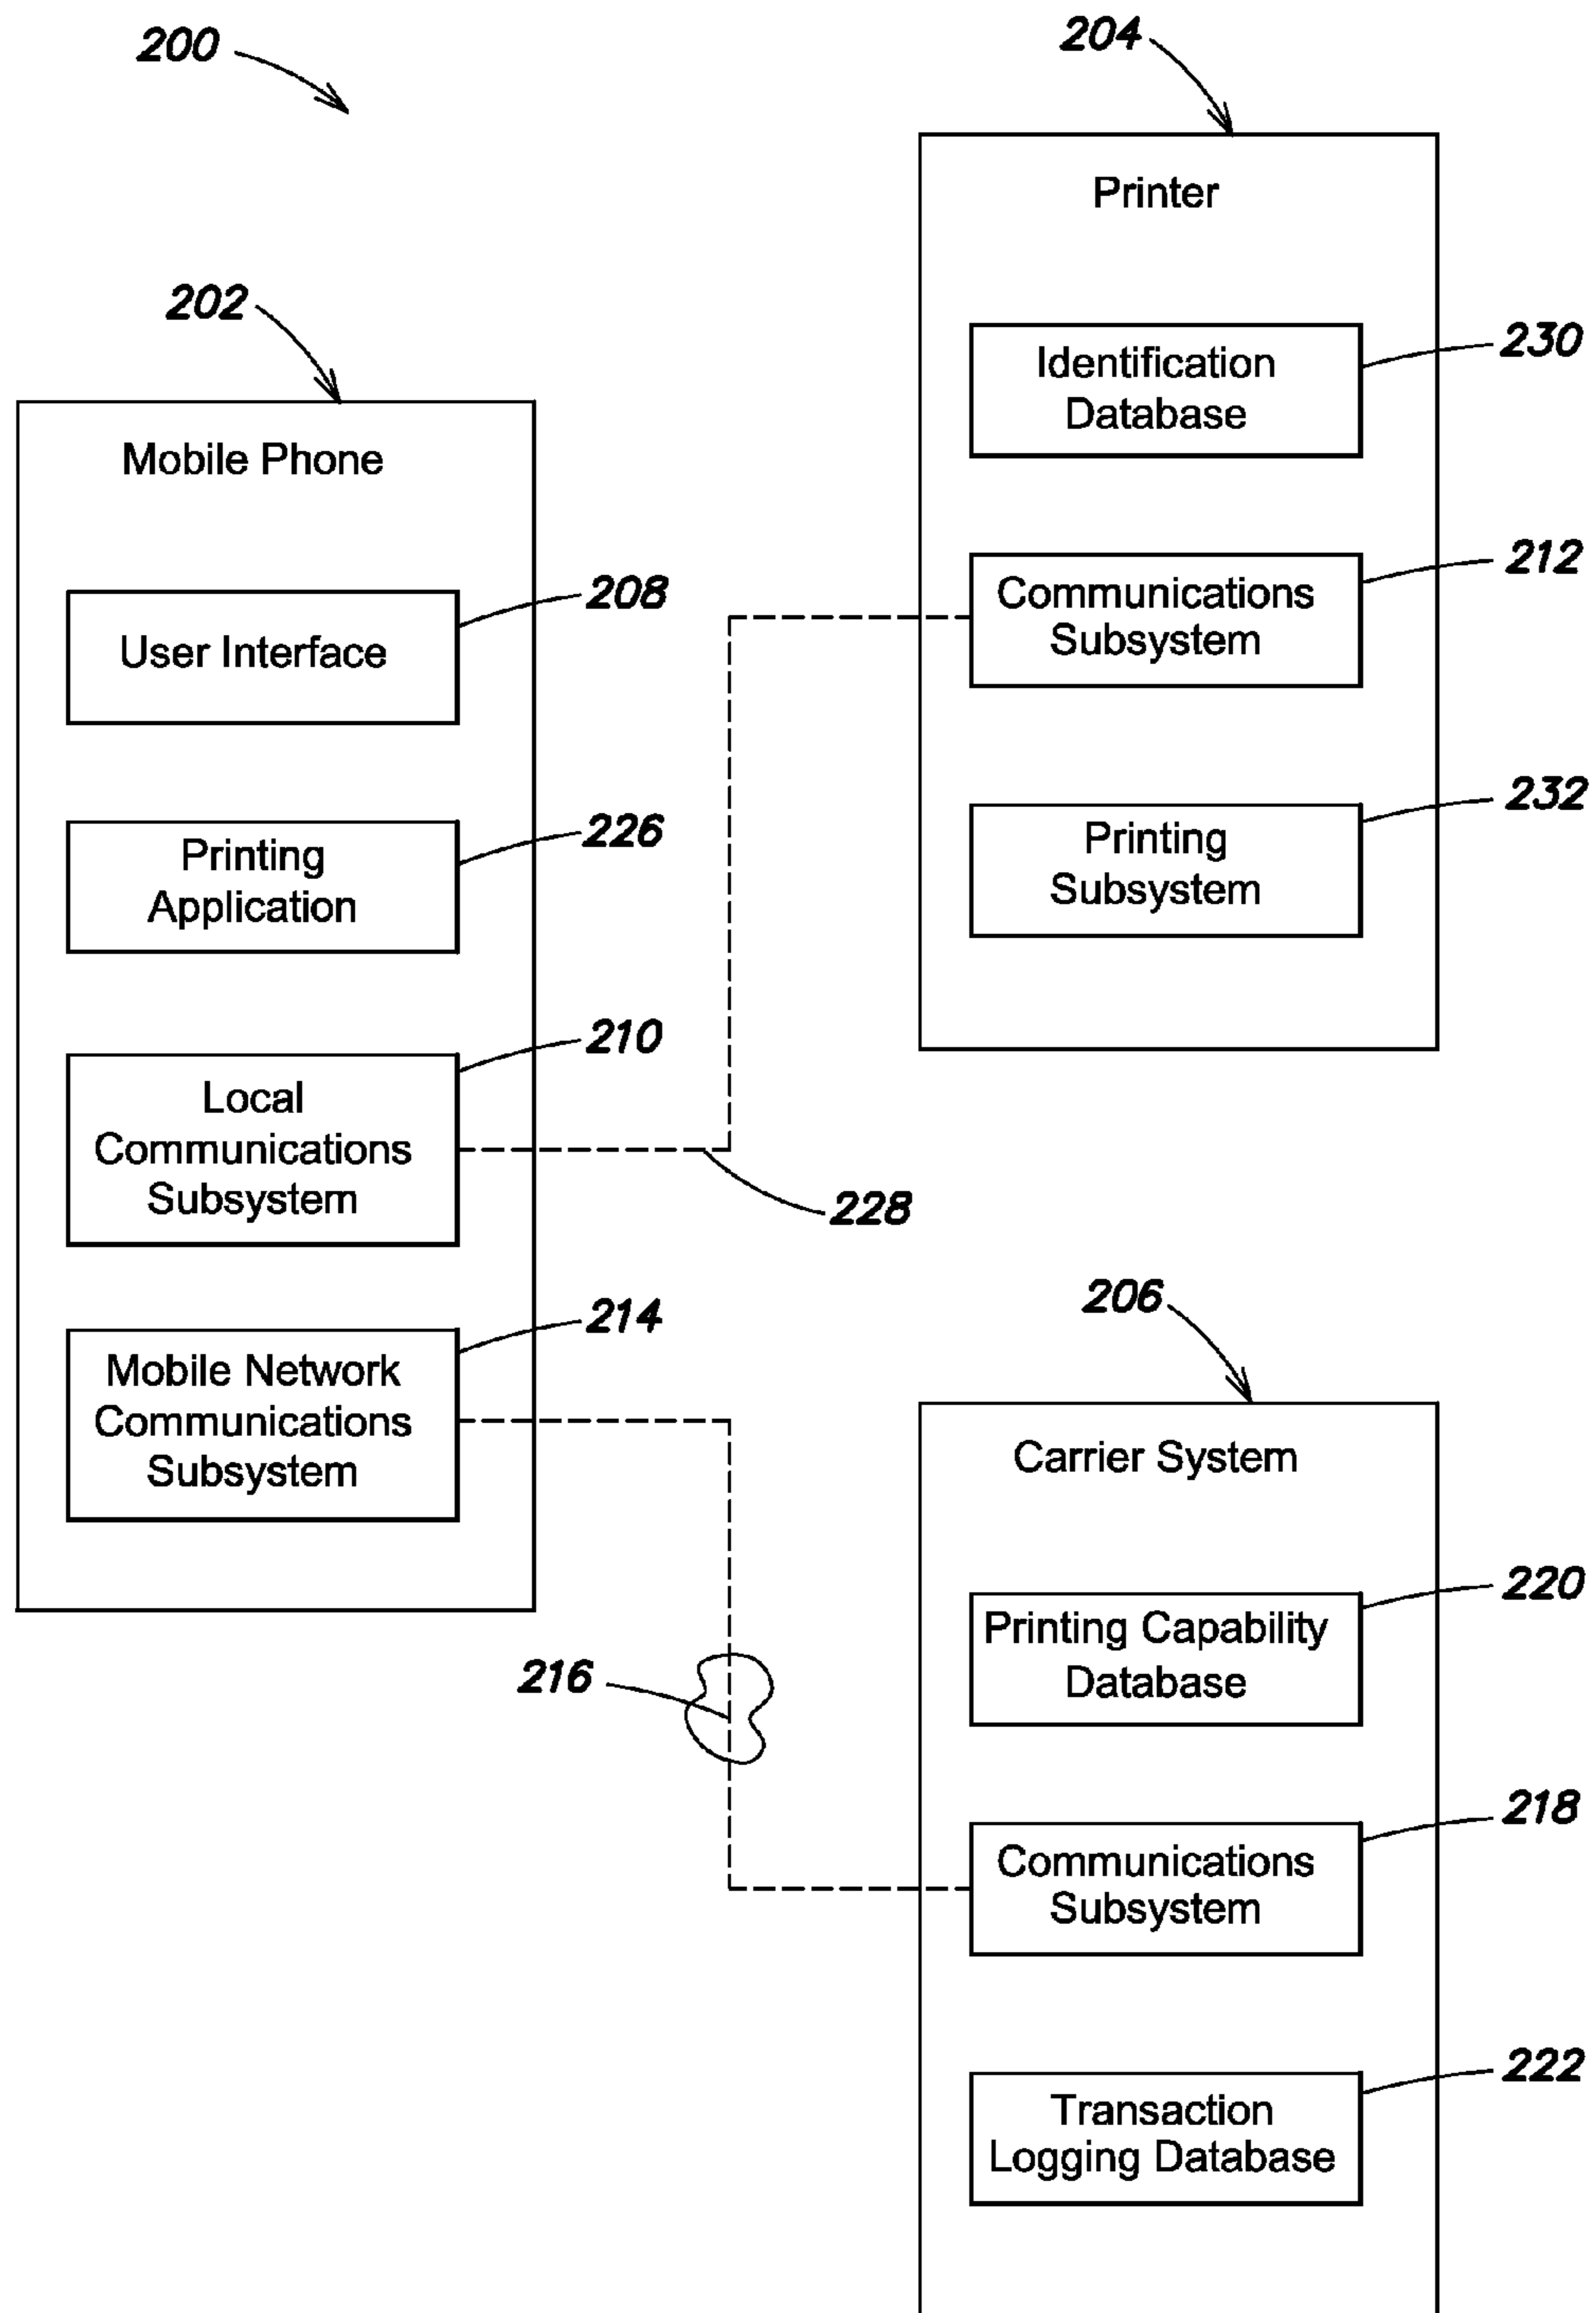 200
204
Printer
202
Identification
Database
230
Mobile Phone
Communications
Subsystem
212
User Interface
208
Printing
Subsystem
232
Printing
Application
226
Local
Communications
Subsystem
210
228
Mobile Network
Communications
Subsystem
214
206
Carrier System
216
Printing Capability
Database
220
Communications
Subsystem
218
Transaction
Logging Database
222